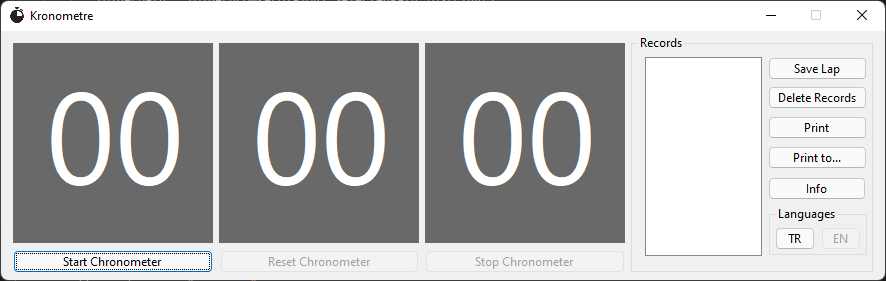 Kronometre
00 00 00
Start Chronometer
Reset Chronometer
Stop Chronometer
Records
Save Lap
Delete Records
Print
Print to...
Info
Languages
TR
EN